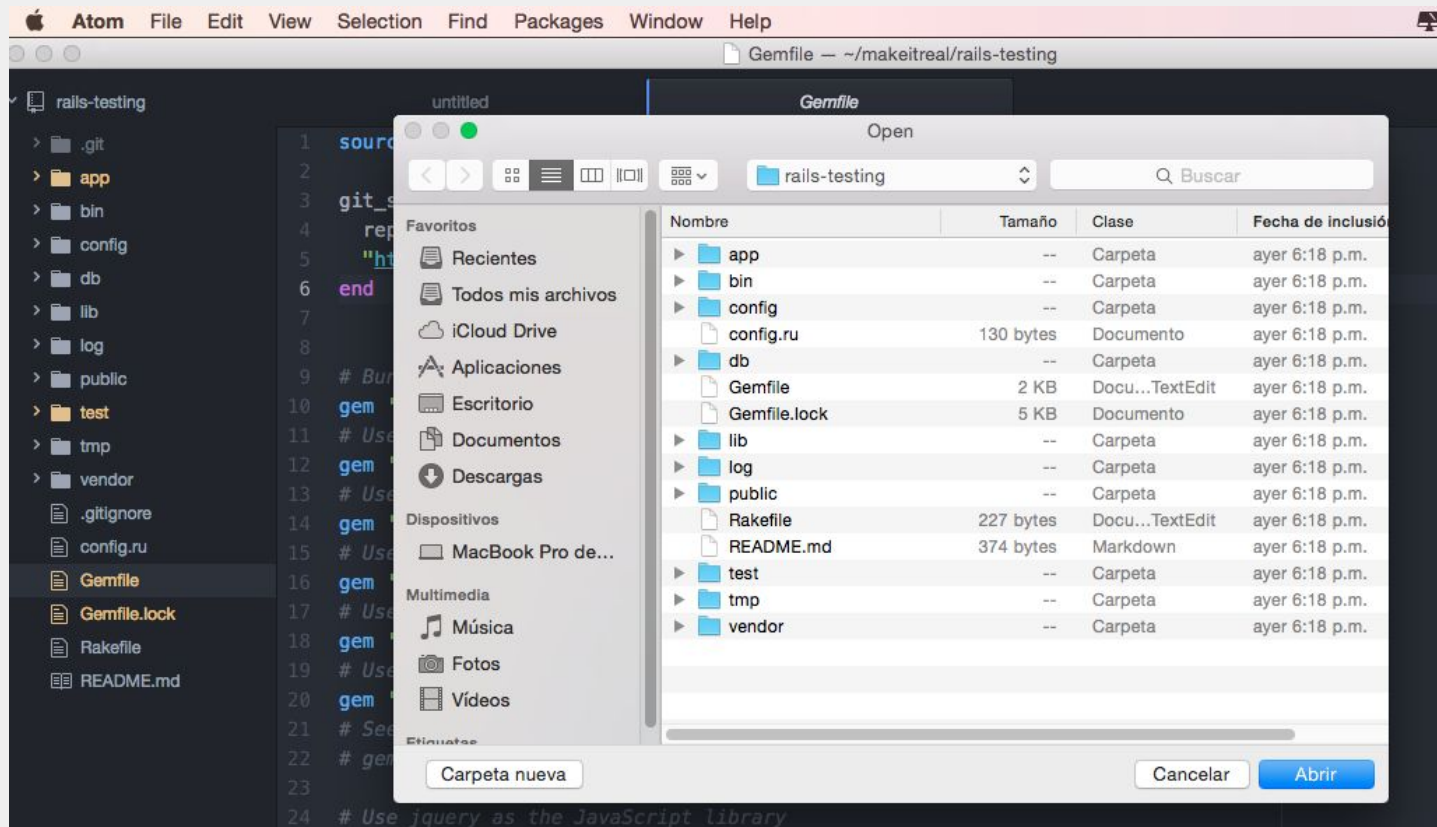 Atom File Edit View Selection Find Packages Window Help
Gemfile — ~/makeitreal/rails-testing
rails-testing
untitled
Gemfile
.git
app
bin
config
db
lib
log
public
test
tmp
vendor
.gitignore
config.ru
Gemfile
Gemfile.lock
Rakefile
README.md
1 sourc
2
3 git_s
4 rep
5 "ht
6 end
7
8
9 # Bun
10 gem '
11 # Use
12 gem '
13 # Use
14 gem '
15 # Use
16 gem '
17 # Use
18 gem '
19 # Use
20 gem '
21 # See
22 # gem
23
24 # Use jquery as the JavaScript library
Open
rails-testing
Buscar
Favoritos
Recientes
Todos mis archivos
iCloud Drive
Aplicaciones
Escritorio
Documentos
Descargas
Dispositivos
MacBook Pro de...
Multimedia
Música
Fotos
Vídeos
Etiquetas
Nombre Tamaño Clase Fecha de inclusió
app -- Carpeta ayer 6:18 p.m.
bin -- Carpeta ayer 6:18 p.m.
config -- Carpeta ayer 6:18 p.m.
config.ru 130 bytes Documento ayer 6:18 p.m.
db -- Carpeta ayer 6:18 p.m.
Gemfile 2 KB Docu...TextEdit ayer 6:18 p.m.
Gemfile.lock 5 KB Documento ayer 6:18 p.m.
lib -- Carpeta ayer 6:18 p.m.
log -- Carpeta ayer 6:18 p.m.
public -- Carpeta ayer 6:18 p.m.
Rakefile 227 bytes Docu...TextEdit ayer 6:18 p.m.
README.md 374 bytes Markdown ayer 6:18 p.m.
test -- Carpeta ayer 6:18 p.m.
tmp -- Carpeta ayer 6:18 p.m.
vendor -- Carpeta ayer 6:18 p.m.
Carpeta nueva
Cancelar
Abrir